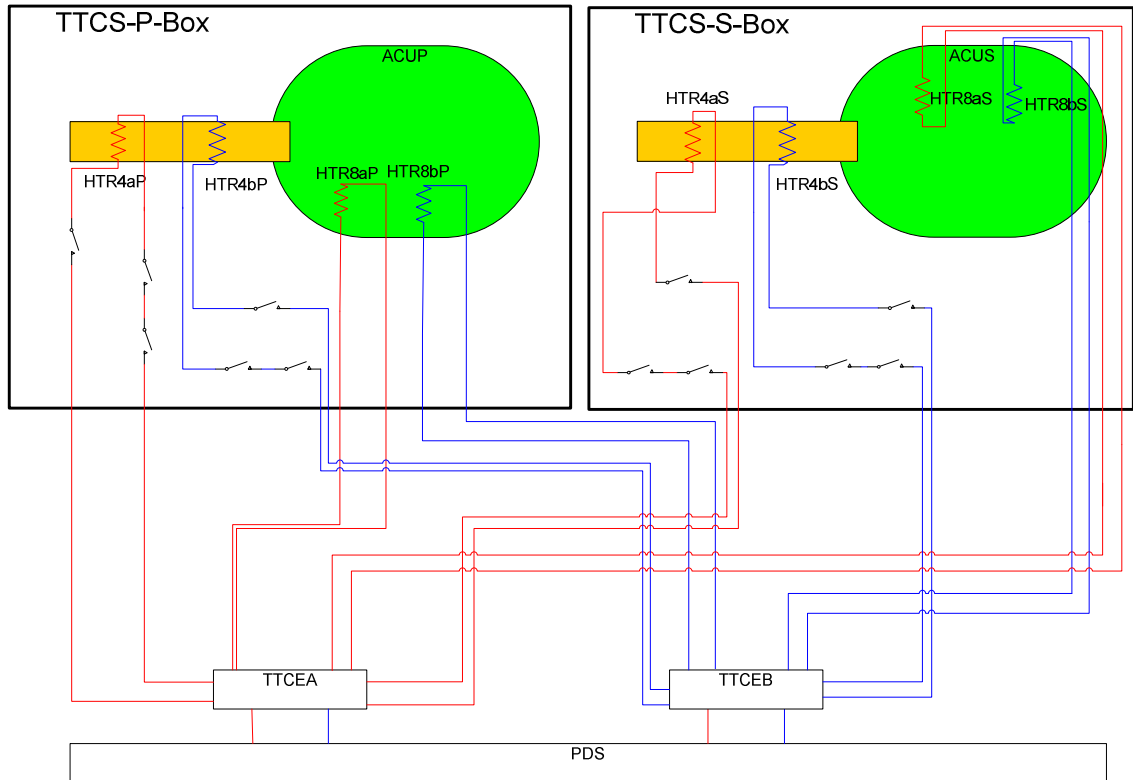 TTCS-P-Box
TTCS-S-Box
ACUP
ACUS
HTR4aS
HTR8aS
HTR8bS
HTR4aP
HTR4bP
HTR8aP
HTR8bP
HTR4bS
TTCEA
TTCEB
PDS